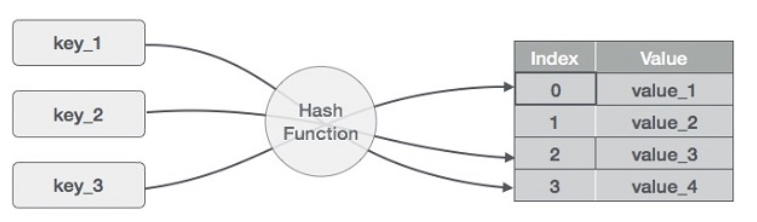 key_1
key_2
key_3
Hash
Function
Index Value
0 value_1
1 value_2
2 value_3
3 value_4